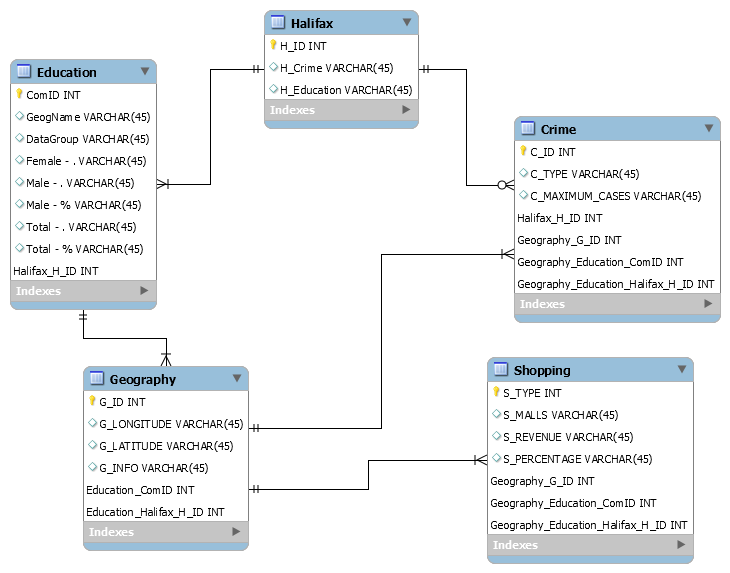 Halifax
H_ID INT
H_Crime VARCHAR(45)
H_Education VARCHAR(45)
Indexes
Education
ComID INT
GeogName VARCHAR(45)
DataGroup VARCHAR(45)
Female - . VARCHAR(45)
Male - . VARCHAR(45)
Male - % VARCHAR(45)
Total - . VARCHAR(45)
Total - % VARCHAR(45)
Halifax_H_ID INT
Indexes
Crime
C_ID INT
C_TYPE VARCHAR(45)
C_MAXIMUM_CASES VARCHAR(45)
Halifax_H_ID INT
Geography_G_ID INT
Geography_Education_ComID INT
Geography_Education_Halifax_H_ID INT
Indexes
Geography
G_ID INT
G_LONGITUDE VARCHAR(45)
G_LATITUDE VARCHAR(45)
G_INFO VARCHAR(45)
Education_ComID INT
Education_Halifax_H_ID INT
Indexes
Shopping
S_TYPE INT
S_MALLS VARCHAR(45)
S_REVENUE VARCHAR(45)
S_PERCENTAGE VARCHAR(45)
Geography_G_ID INT
Geography_Education_ComID INT
Geography_Education_Halifax_H_ID INT
Indexes